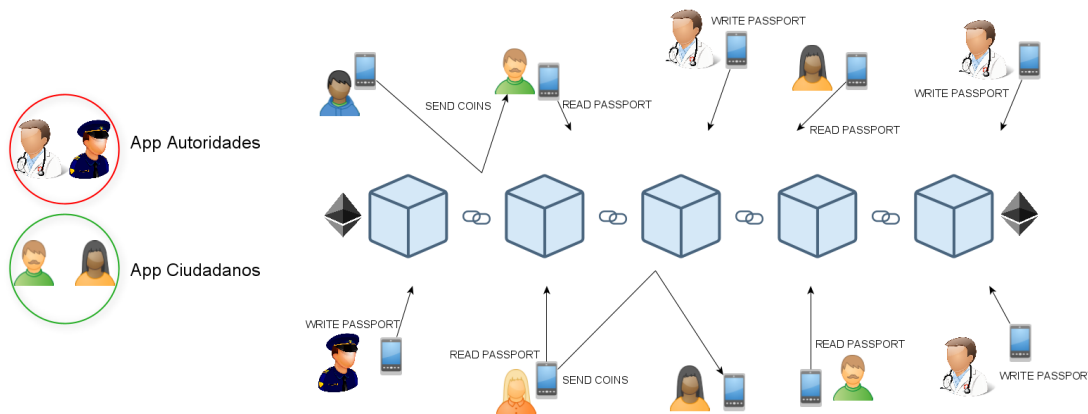 WRITE PASSPORT
SEND COINS
READ PASSPORT
WRITE PASSPORT
READ PASSPORT
App Autoridades
App Ciudadanos
WRITE PASSPORT
READ PASSPORT
SEND COINS
READ PASSPORT
WRITE PASSPORT